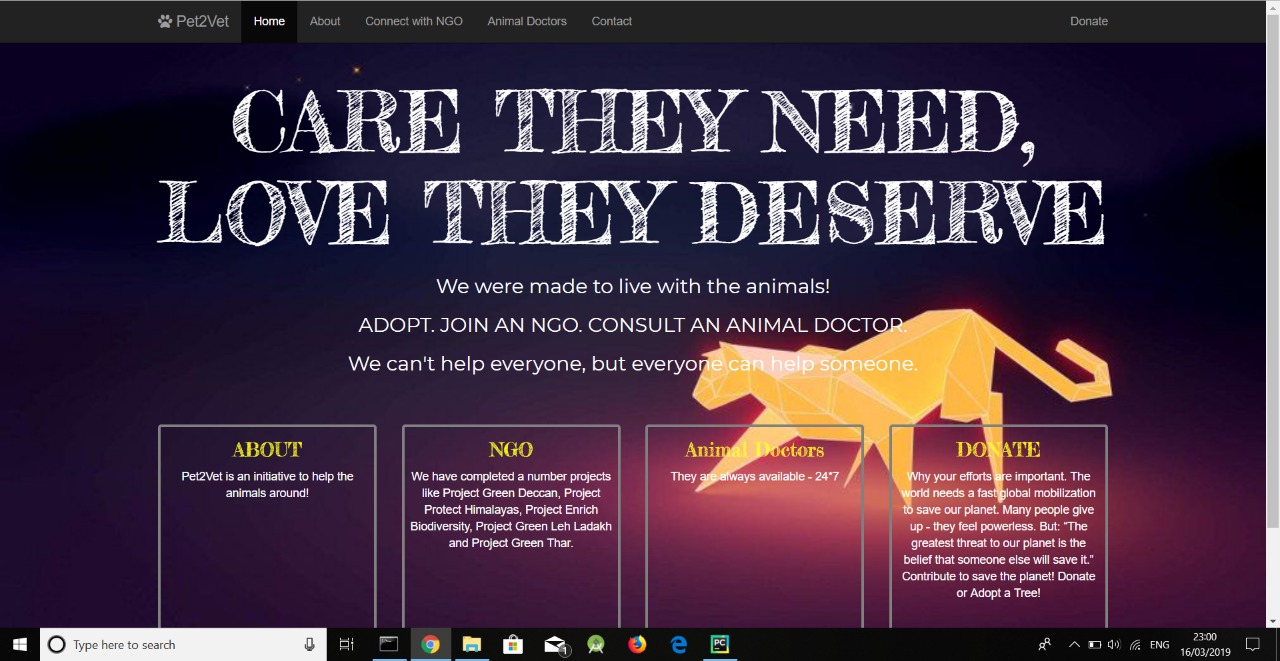 Pet2Vet Home About Connect with NGO Animal Doctors Contact Donate
CARE THEY NEED,
LOVE THEY DESERVE
We were made to live with the animals!
ADOPT. JOIN AN NGO. CONSULT AN ANIMAL DOCTOR.
We can't help everyone, but everyone can help someone.
ABOUT
Pet2Vet is an initiative to help the
animals around!
NGO
We have completed a number projects
like Project Green Deccan, Project
Protect Himalayas, Project Enrich
Biodiversity, Project Green Leh Ladakh
and Project Green Thar.
Animal Doctors
They are always available - 24*7
DONATE
Why your efforts are important. The
world needs a fast global mobilization
to save our planet. Many people give
up - they feel powerless. But: “The
greatest threat to our planet is the
belief that someone else will save it.”
Contribute to save the planet! Donate
or Adopt a Tree!
Type here to search
1
PC
ENG
23:00
16/03/2019